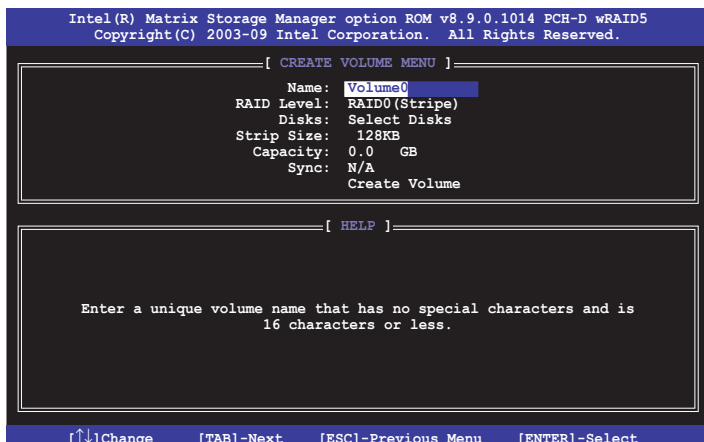 Intel(R) Matrix Storage Manager option ROM v8.9.0.1014 PCH-D wRAID5
Copyright(C) 2003-09 Intel Corporation. All Rights Reserved.
[ CREATE VOLUME MENU ]
Name: Volume0
RAID Level: RAID0(Stripe)
Disks: Select Disks
Strip Size: 128KB
Capacity: 0.0 GB
Sync: N/A
Create Volume
[ HELP ]
Enter a unique volume name that has no special characters and is
16 characters or less.
[↑↓]Change [TAB]-Next [ESC]-Previous Menu [ENTER]-Select